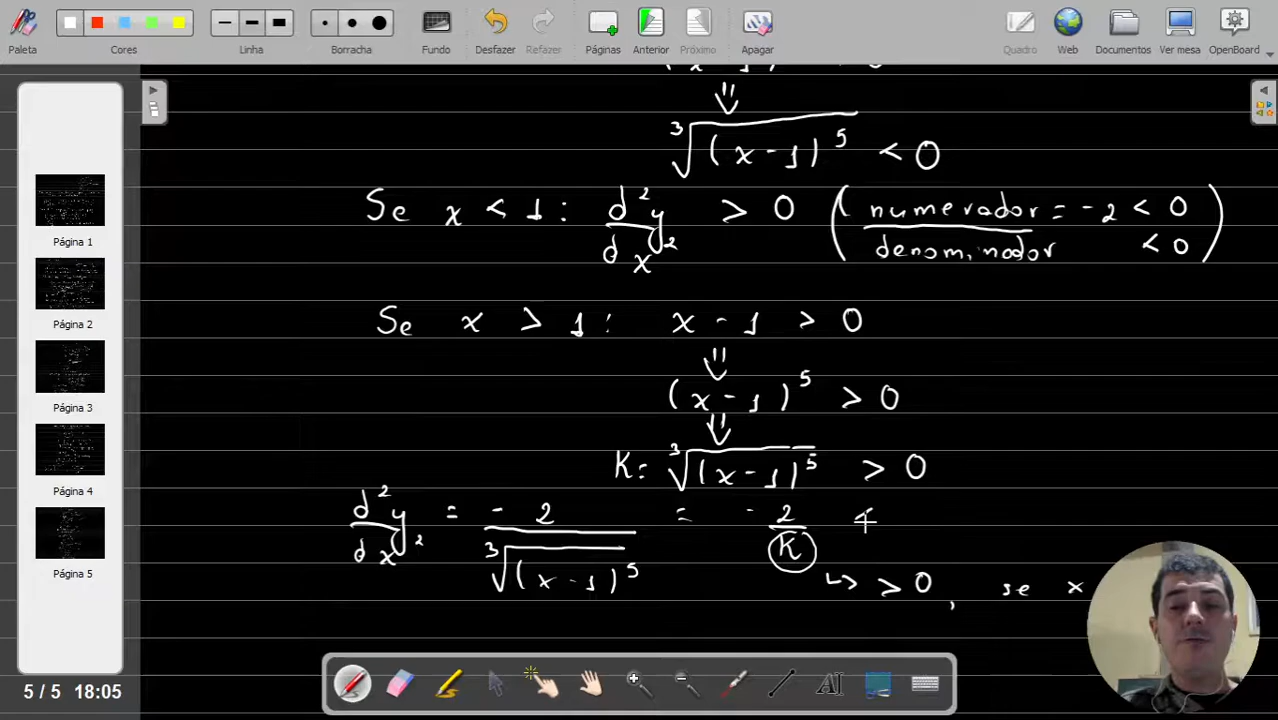 Paleta Cores Linha Borracha Fundo Desfazer Refazer Páginas Anterior Próximo Apagar Quadro Web Documentos Ver mesa OpenBoard
∛(x-1)⁵ < 0
Se x < 1: d²y/dx² > 0 (numerador = -2 < 0 / denominador < 0)
Se x > 1: x - 1 > 0
⇓
(x - 1)⁵ > 0
⇓
K = ∛(x-1)⁵ > 0
d²y/dx² = -2/∛(x-1)⁵ = -2/K
↳ > 0, se x
Página 1
Página 2
Página 3
Página 4
Página 5
5 / 5 18:05